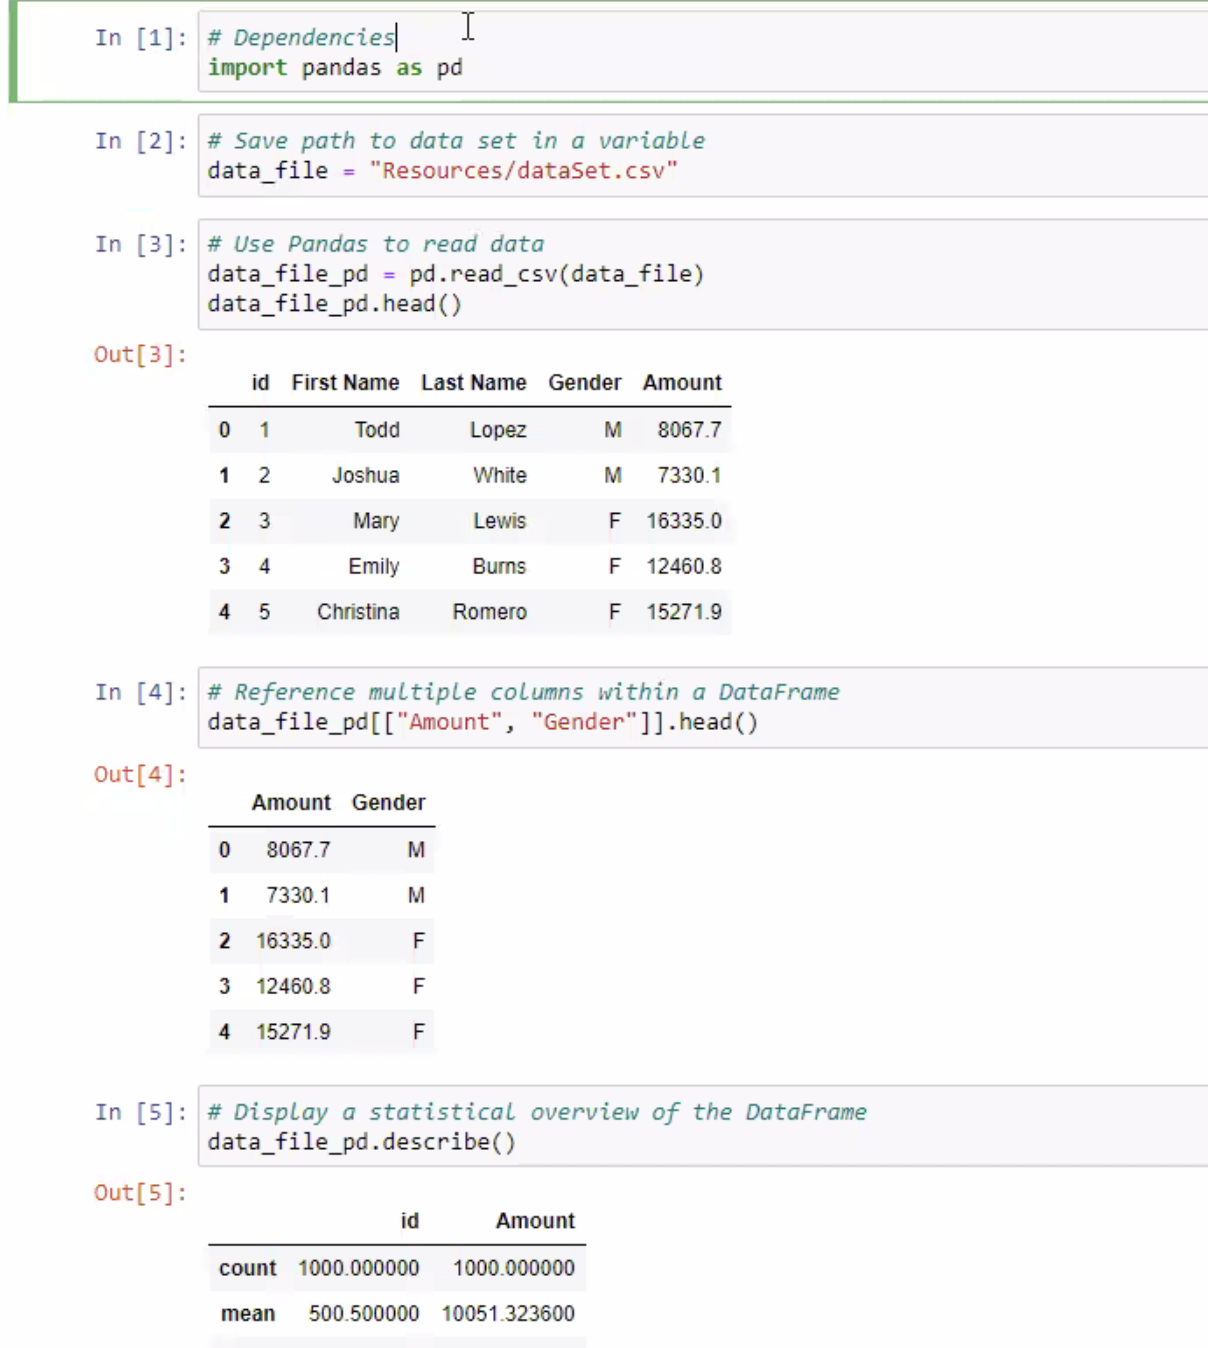 In [1]: # Dependencies
import pandas as pd
In [2]: # Save path to data set in a variable
data_file = "Resources/dataSet.csv"
In [3]: # Use Pandas to read data
data_file_pd = pd.read_csv(data_file)
data_file_pd.head()
Out[3]:
id First Name Last Name Gender Amount
0 1 Todd Lopez M 8067.7
1 2 Joshua White M 7330.1
2 3 Mary Lewis F 16335.0
3 4 Emily Burns F 12460.8
4 5 Christina Romero F 15271.9
In [4]: # Reference multiple columns within a DataFrame
data_file_pd[["Amount", "Gender"]].head()
Out[4]:
Amount Gender
0 8067.7 M
1 7330.1 M
2 16335.0 F
3 12460.8 F
4 15271.9 F
In [5]: # Display a statistical overview of the DataFrame
data_file_pd.describe()
Out[5]:
id Amount
count 1000.000000 1000.000000
mean 500.500000 10051.323600